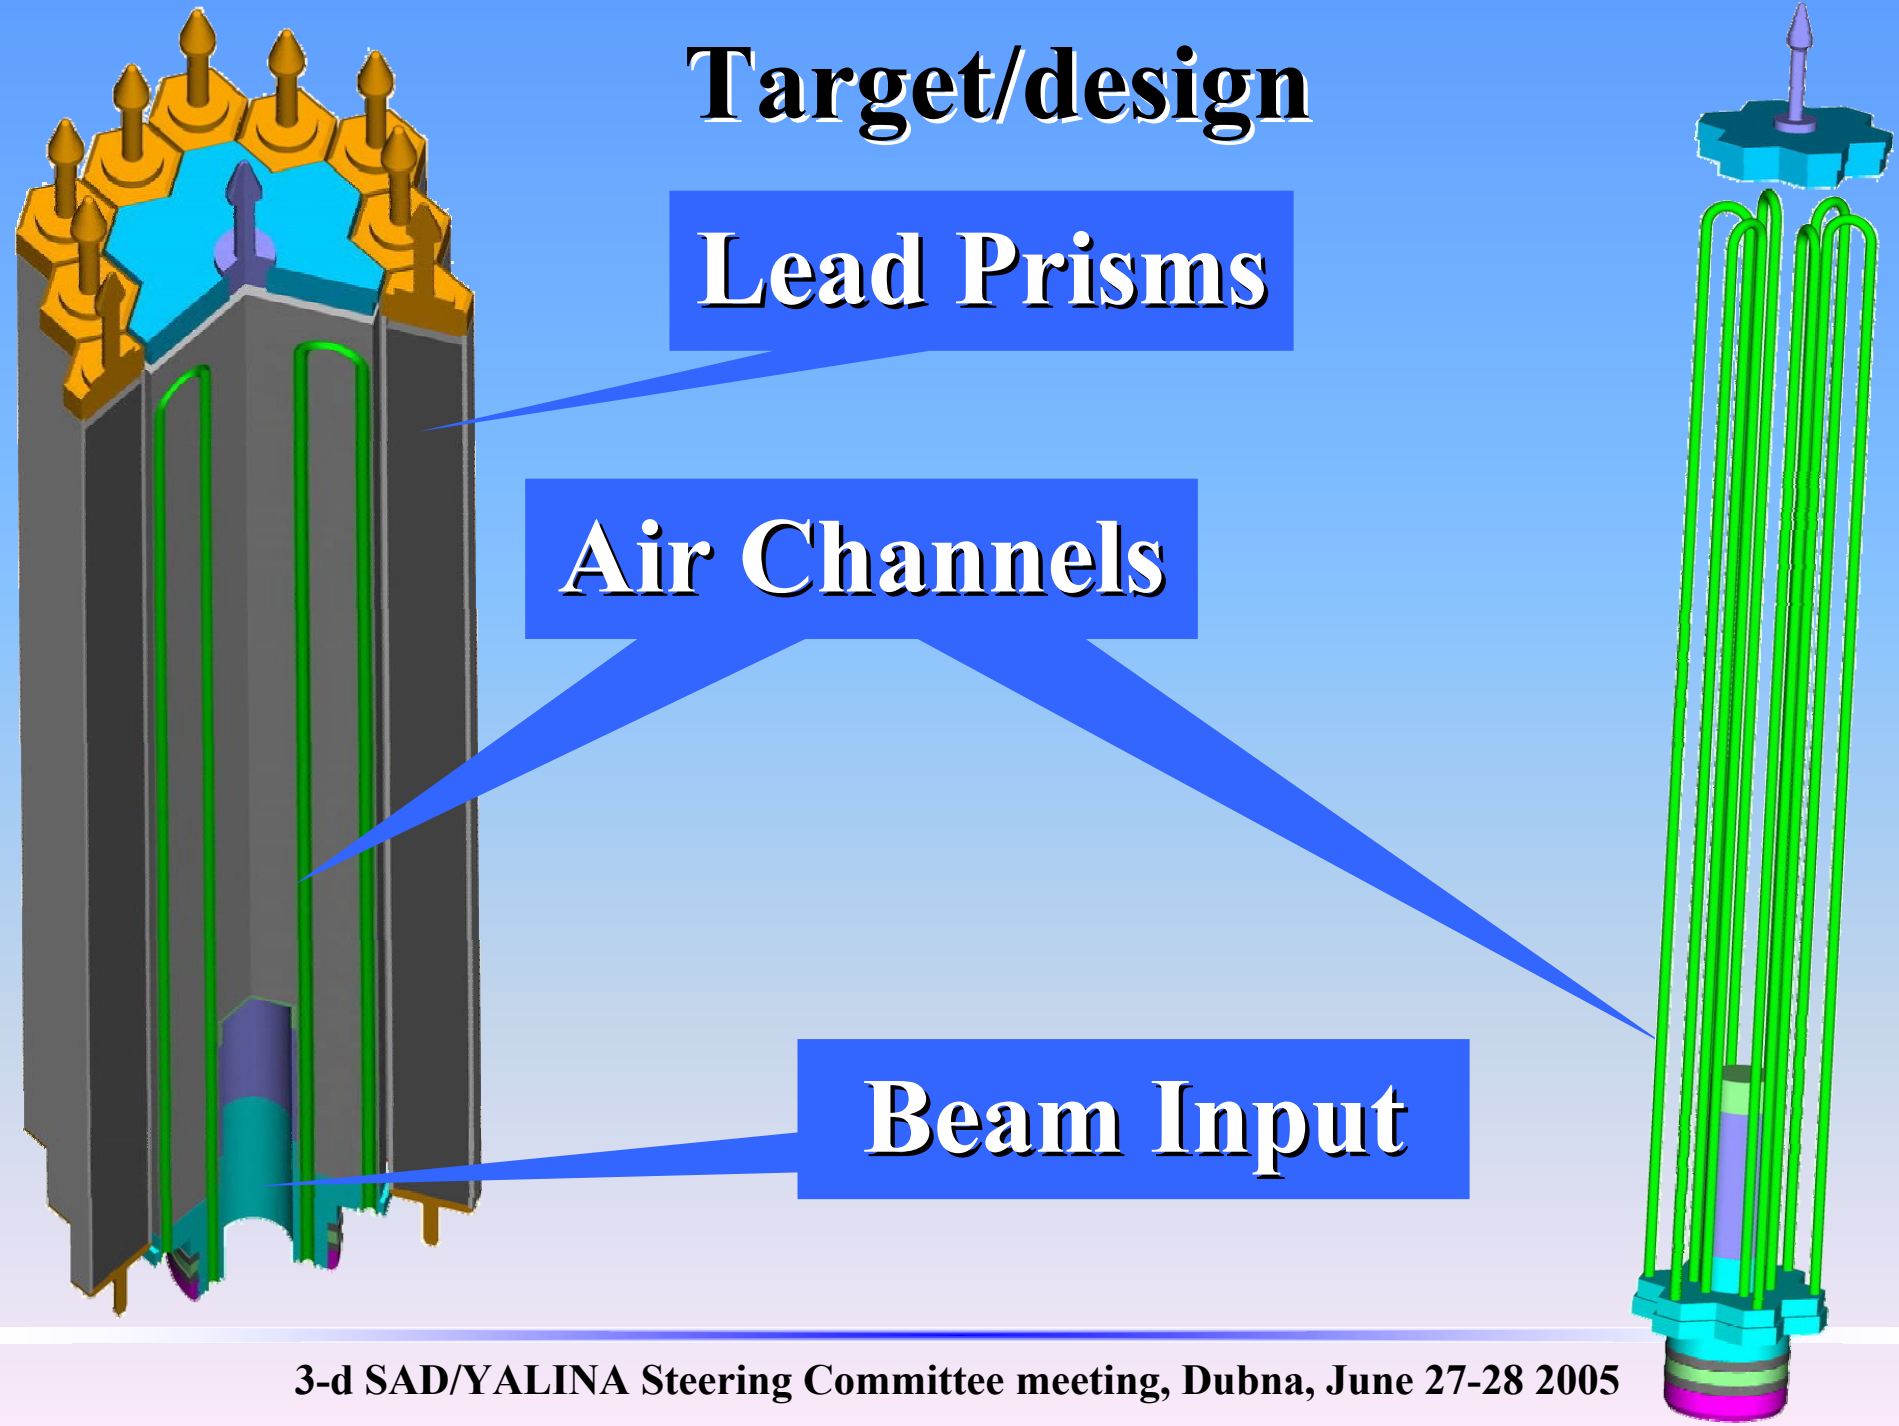 Target/design
Lead Prisms
Air Channels
Beam Input
3-d SAD/YALINA Steering Committee meeting, Dubna, June 27-28 2005